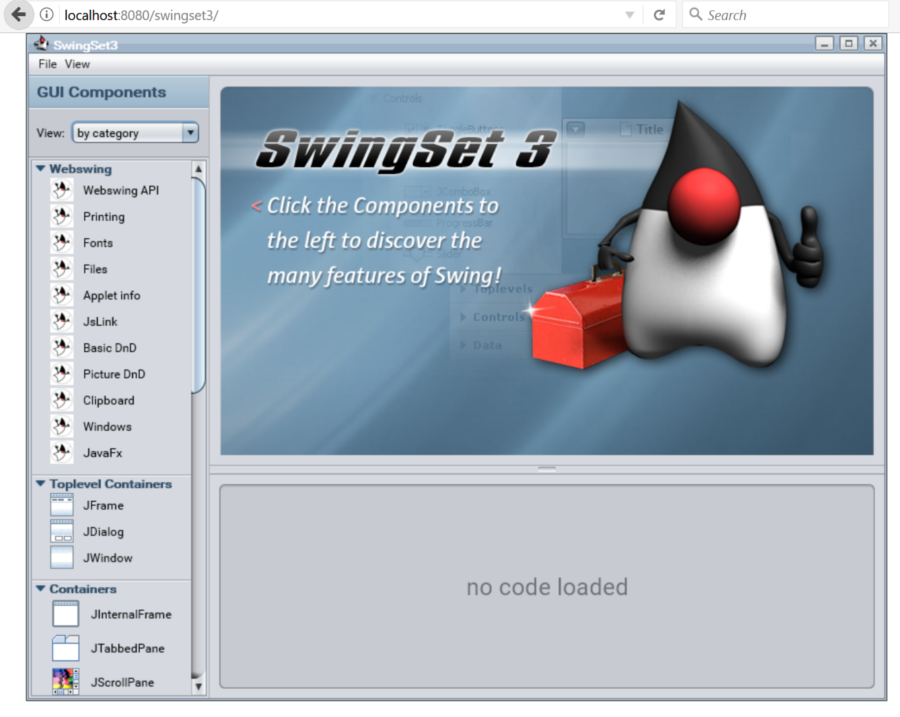 localhost:8080/swingset3/
Search
SwingSet3
File View
GUI Components
View: by category
Webswing
Webswing API
Printing
Fonts
Files
Applet info
JsLink
Basic DnD
Picture DnD
Clipboard
Windows
JavaFx
Toplevel Containers
JFrame
JDialog
JWindow
Containers
JInternalFrame
JTabbedPane
JScrollPane
Controls
Title
SwingSet 3
JComboBox
< Click the Components to
ProgressBar
the left to discover the
Slider
many features of Swing!
Toplevels
Controls
Data
no code loaded